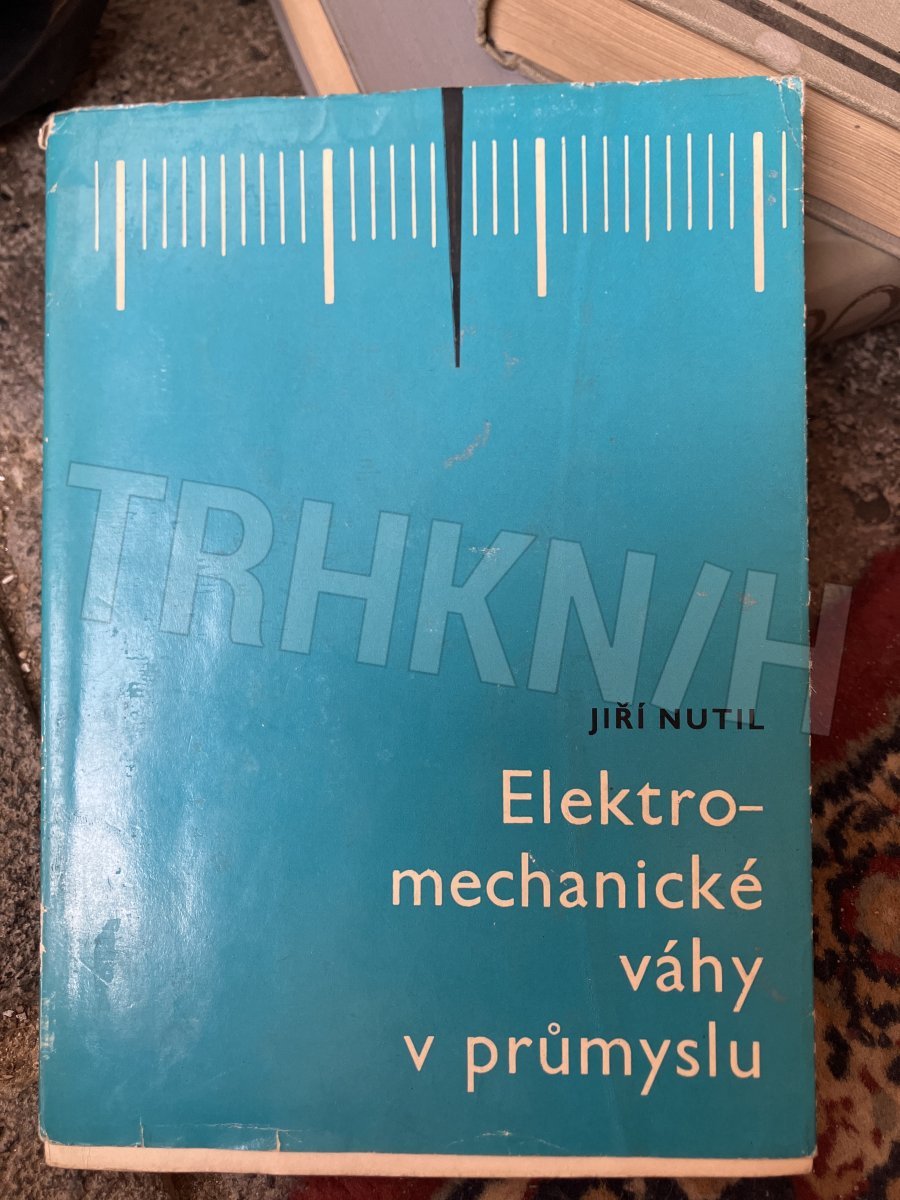 TRHKNIH
JIŘÍ NUTIL
Elektro-
mechanické
váhy
v průmyslu